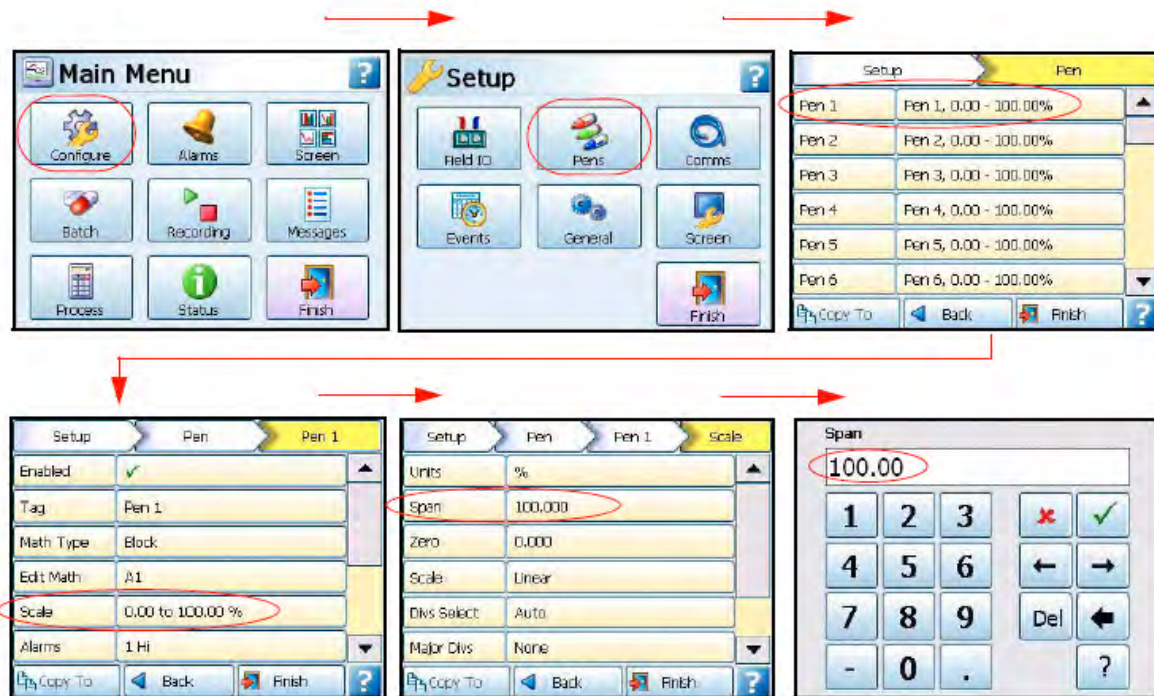 Main Menu
?
Configure
Alarms
Screen
Batch
Recording
Messages
Process
Status
Finish
Setup
?
Field IO
Pens
Comms
Events
General
Screen
Finish
Setup Pen
Pen 1 Pen 1, 0.00 - 100.00%
Pen 2 Pen 2, 0.00 - 100.00%
Pen 3 Pen 3, 0.00 - 100.00%
Pen 4 Pen 4, 0.00 - 100.00%
Pen 5 Pen 5, 0.00 - 100.00%
Pen 6 Pen 6, 0.00 - 100.00%
Copy To Back Finish ?
Setup Pen Pen 1
Enabled ✓
Tag Pen 1
Math Type Block
Edit Math A1
Scale 0.00 to 100.00 %
Alarms 1 Hi
Copy To Back Finish ?
Setup Pen Pen 1 Scale
Units %
Span 100.000
Zero 0.000
Scale Linear
Divs Select Auto
Major Divs None
Copy To Back Finish ?
Span
100.00
1 2 3
4 5 6
7 8 9 Del
- 0 . ?